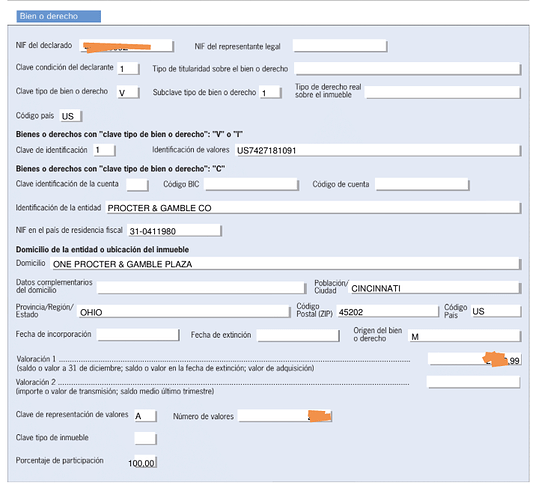 Bien o derecho
NIF del declarado NIF del representante legal
Clave condición del declarante 1 Tipo de titularidad sobre el bien o derecho
Clave tipo de bien o derecho V Subclave tipo de bien o derecho 1 Tipo de derecho real sobre el inmueble
Código país US
Bienes o derechos con "clave tipo de bien o derecho": "V" o "I"
Clave de identificación 1 Identificación de valores US7427181091
Bienes o derechos con "clave tipo de bien o derecho": "C"
Clave identificación de la cuenta Código BIC Código de cuenta
Identificación de la entidad PROCTER & GAMBLE CO
NIF en el país de residencia fiscal 31-0411980
Domicilio de la entidad o ubicación del inmueble
Domicilio ONE PROCTER & GAMBLE PLAZA
Datos complementarios del domicilio Población/ Ciudad CINCINNATI
Provincia/Región/ Estado OHIO Código Postal (ZIP) 45202 Código País US
Fecha de incorporación Fecha de extinción Origen del bien o derecho M
Valoración 1 .99
(saldo o valor a 31 de diciembre; saldo o valor en la fecha de extinción; valor de adquisición)
Valoración 2
(importe o valor de transmisión; saldo medio último trimestre)
Clave de representación de valores A Número de valores
Clave tipo de inmueble
Porcentaje de participación 100,00